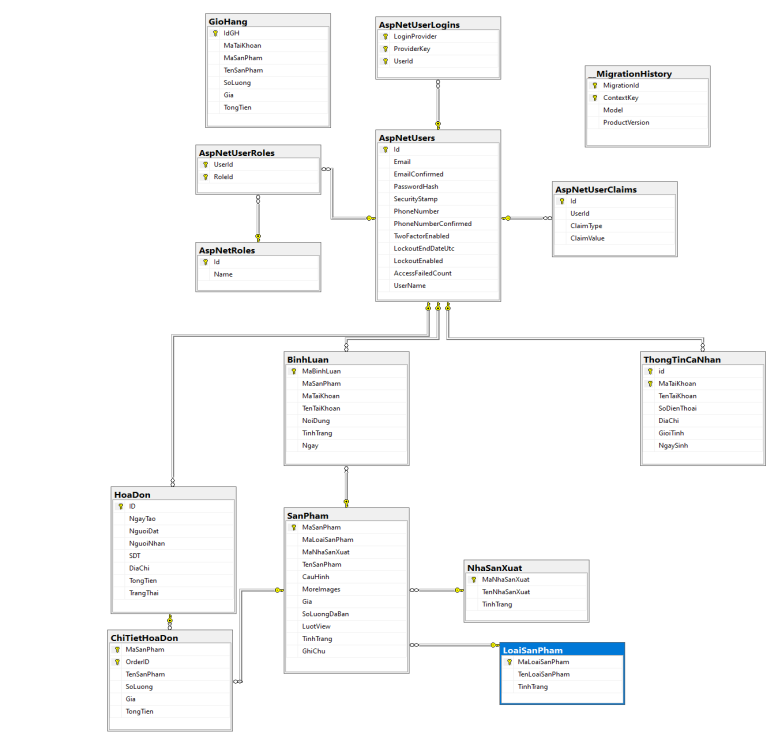 GioHang
IdGH
MaTaiKhoan
MaSanPham
TenSanPham
SoLuong
Gia
TongTien
AspNetUserLogins
LoginProvider
ProviderKey
UserId
__MigrationHistory
MigrationId
ContextKey
Model
ProductVersion
AspNetUserRoles
UserId
RoleId
AspNetUsers
Id
Email
EmailConfirmed
PasswordHash
SecurityStamp
PhoneNumber
PhoneNumberConfirmed
TwoFactorEnabled
LockoutEndDateUtc
LockoutEnabled
AccessFailedCount
UserName
AspNetUserClaims
Id
UserId
ClaimType
ClaimValue
AspNetRoles
Id
Name
BinhLuan
MaBinhLuan
MaSanPham
MaTaiKhoan
TenTaiKhoan
NoiDung
TinhTrang
Ngay
ThongTinCaNhan
id
MaTaiKhoan
TenTaiKhoan
SoDienThoai
DiaChi
GioiTinh
NgaySinh
HoaDon
ID
NgayTao
NguoiDat
NguoiNhan
SDT
DiaChi
TongTien
TrangThai
SanPham
MaSanPham
MaLoaiSanPham
MaNhaSanXuat
TenSanPham
CauHinh
MoreImages
Gia
SoLuongDaBan
LuotView
TinhTrang
GhiChu
NhaSanXuat
MaNhaSanXuat
TenNhaSanXuat
TinhTrang
ChiTietHoaDon
MaSanPham
OrderID
TenSanPham
SoLuong
Gia
TongTien
LoaiSanPham
MaLoaiSanPham
TenLoaiSanPham
TinhTrang